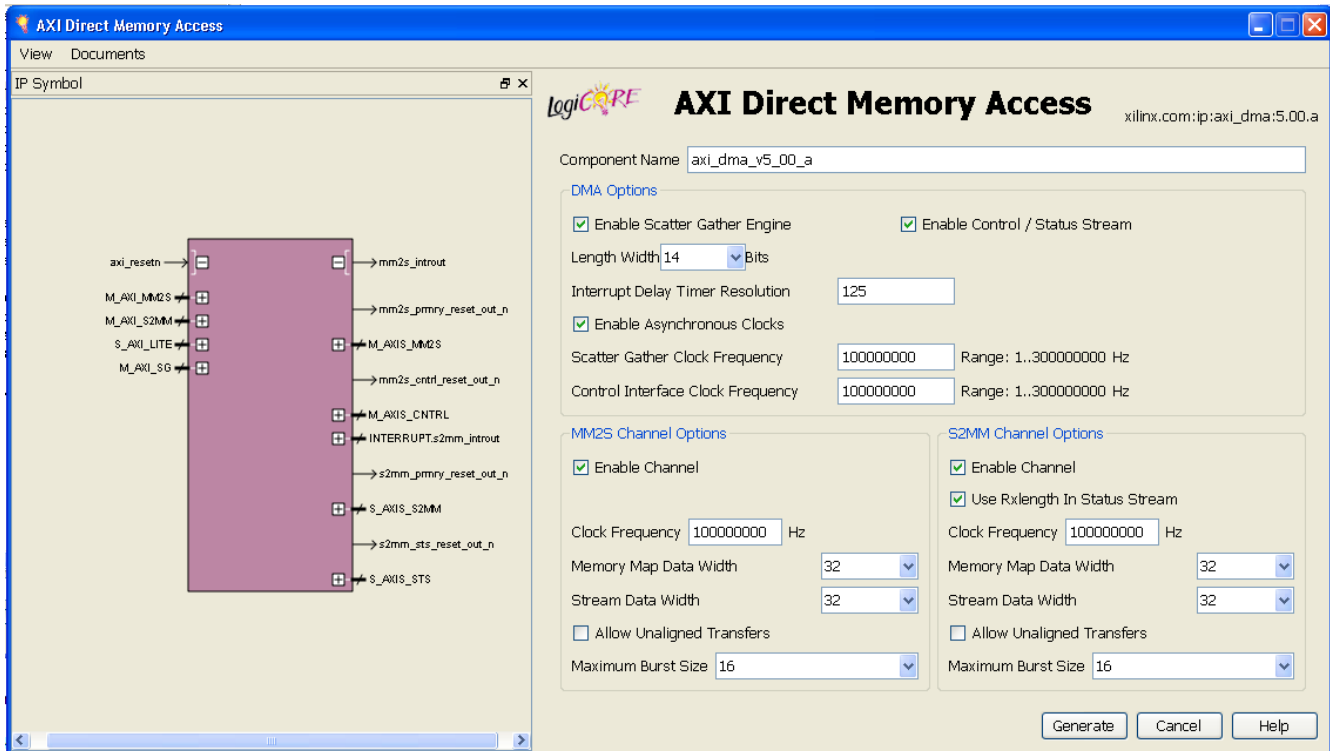 AXI Direct Memory Access
View Documents
IP Symbol
axi_resetn
M_AXI_MM2S
M_AXI_S2MM
S_AXI_LITE
M_AXI_SG
mm2s_introut
mm2s_prmry_reset_out_n
M_AXIS_MM2S
mm2s_cntrl_reset_out_n
M_AXIS_CNTRL
INTERRUPT.s2mm_introut
s2mm_prmry_reset_out_n
S_AXIS_S2MM
s2mm_sts_reset_out_n
S_AXIS_STS
LogiCORE AXI Direct Memory Access xilinx.com:ip:axi_dma:5.00.a
Component Name axi_dma_v5_00_a
DMA Options
Enable Scatter Gather Engine Enable Control / Status Stream
Length Width 14 Bits
Interrupt Delay Timer Resolution 125
Enable Asynchronous Clocks
Scatter Gather Clock Frequency 100000000 Range: 1..300000000 Hz
Control Interface Clock Frequency 100000000 Range: 1..300000000 Hz
MM2S Channel Options
Enable Channel
Clock Frequency 100000000 Hz
Memory Map Data Width 32
Stream Data Width 32
Allow Unaligned Transfers
Maximum Burst Size 16
S2MM Channel Options
Enable Channel
Use Rxlength In Status Stream
Clock Frequency 100000000 Hz
Memory Map Data Width 32
Stream Data Width 32
Allow Unaligned Transfers
Maximum Burst Size 16
Generate Cancel Help